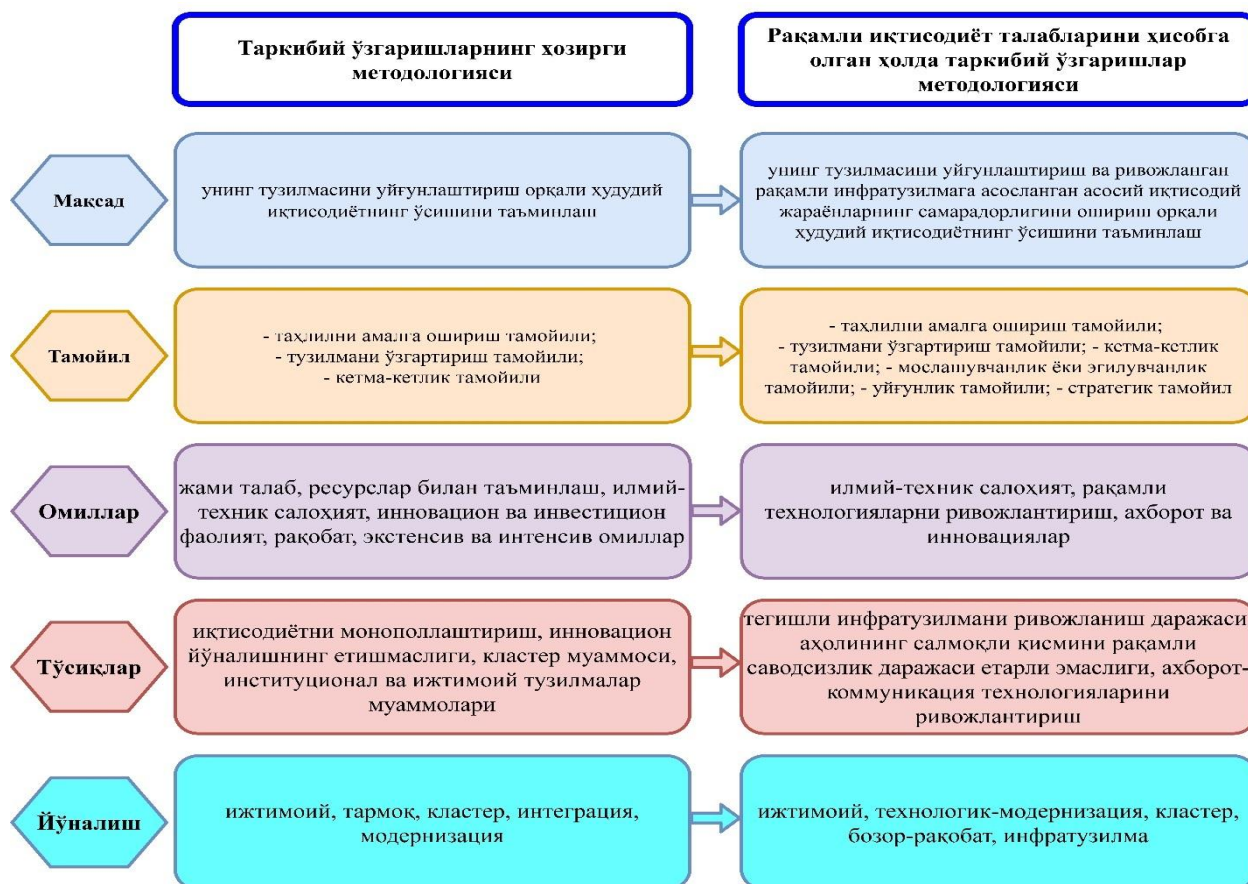 Таркибий ўзгаришларнинг хозирги
методологияси
Рақамли иқтисодиёт талабларини ҳисобга
олган ҳолда таркибий ўзгаришлар
методологияси
Мақсад
унинг тузилмасини уйғунлаштириш орқали ҳудудий
иқтисодиётнинг ўсишини таъминлаш
унинг тузилмасини уйгунлаштириш ва ривожланган
рақамли инфратузилмага асосланган асосий иқтисодий
жараёнларнинг самарадорлигини ошириш орқали
ҳудудий иқтисодиётнинг ўсишини таъминлаш
Тамойил
- таҳлилни амалга ошириш тамойили;
- тузилмани ўзгартириш тамойили;
- кетма-кетлик тамойили
- таҳлилни амалга ошириш тамойили;
- тузилмани ўзгартириш тамойили; - кетма-кетлик
тамойили; - мослашувчанлик ёки эгилувчанлик
тамойили; - уйғунлик тамойили; - стратегик тамойил
Омиллар
жами талаб, ресурслар билан таъминлаш, илмий-
техник салоҳият, инновацион ва инвестицион
фаолият, рақобат, экстенсив ва интенсив омиллар
илмий-техник салоҳият, рақамли
технологияларни ривожлантириш, ахборот ва
инновациялар
Тўсиқлар
иқтисодиётни монополлаштириш, инновацион
йўналишнинг етишмаслиги, кластер муаммоси,
институционал ва ижтимоий тузилмалар
муаммолари
тегишли инфратузилмани ривожланиш даражаси,
аҳолининг салмоқли қисмини рақамли
саводсизлик даражаси етарли эмаслиги, ахборот-
коммуникация технологияларини
ривожлантириш
Йўналиш
ижтимоий, тармоқ, кластер, интеграция,
модернизация
ижтимоий, технологик-модернизация, кластер,
бозор-рақобат, инфратузилма